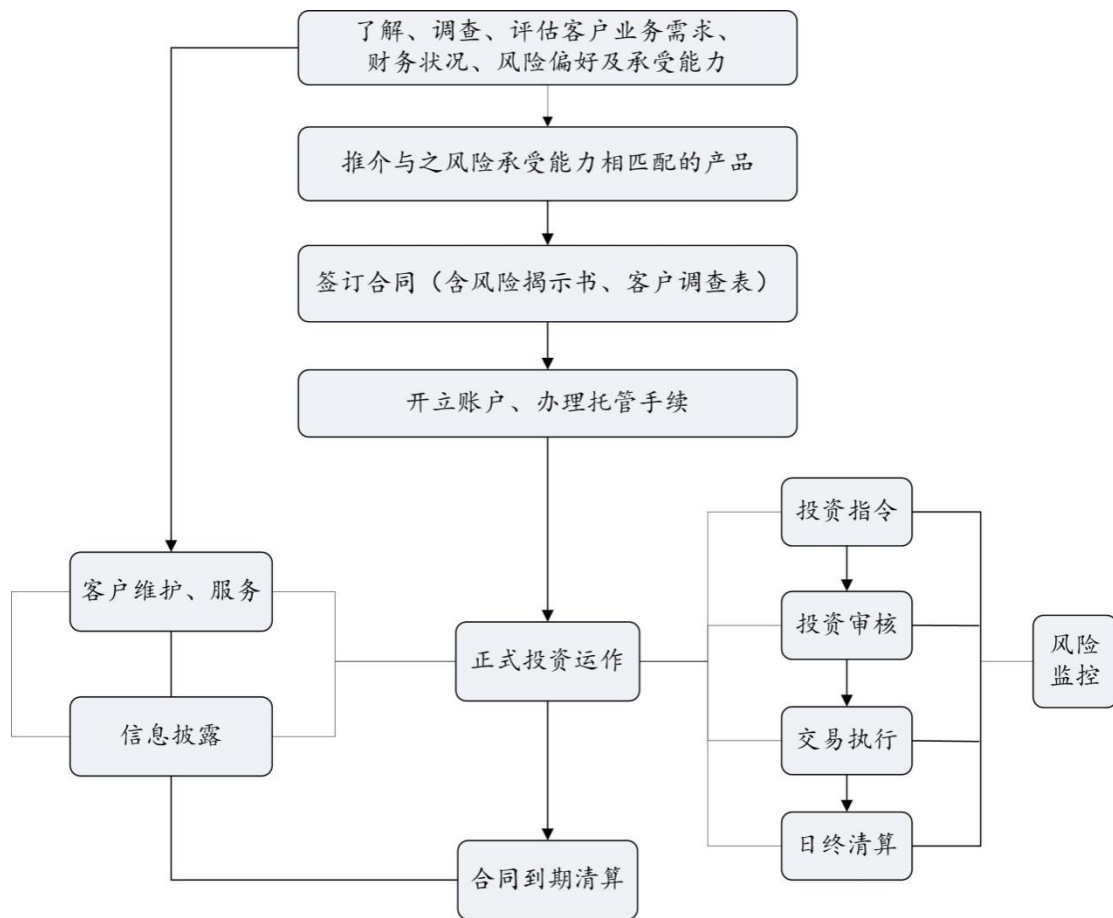 了解、调查、评估客户业务需求、
财务状况、风险偏好及承受能力
推介与之风险承受能力相匹配的产品
签订合同（含风险揭示书、客户调查表）
开立账户、办理托管手续
投资指令
客户维护、服务
投资审核
正式投资运作
风险
监控
信息披露
交易执行
日终清算
合同到期清算